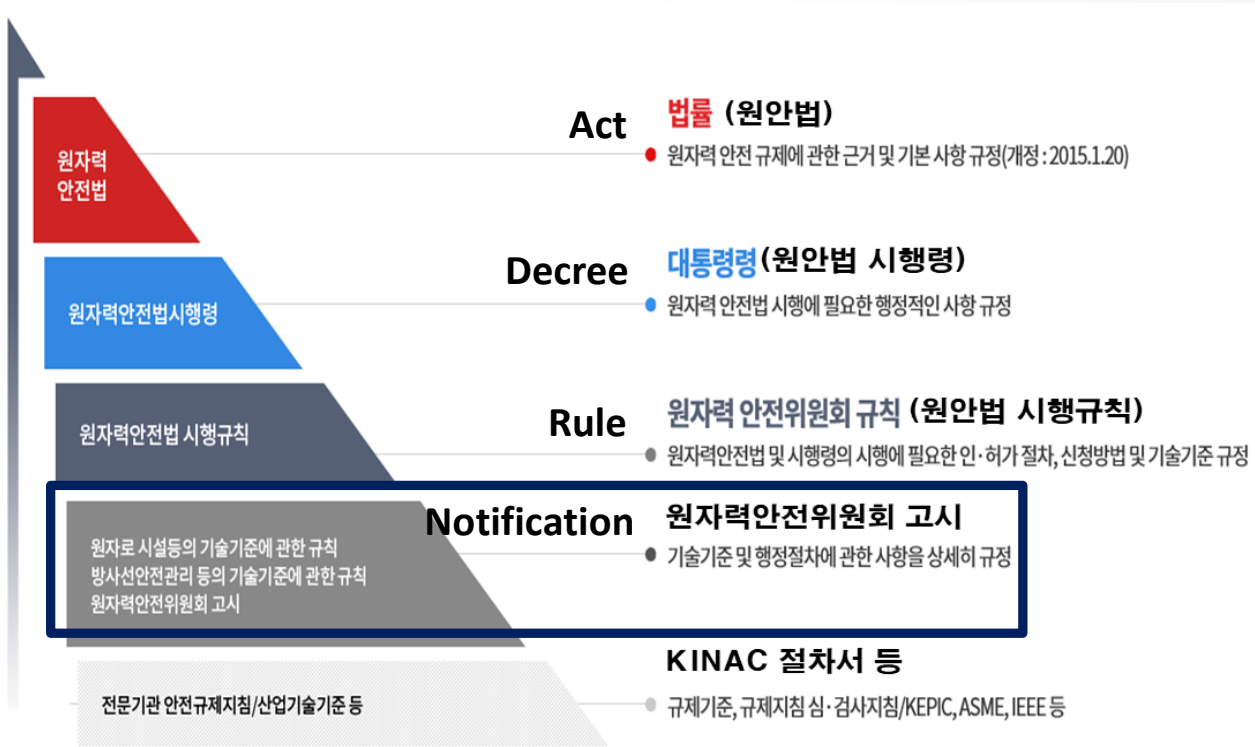 Act
법률 (원안법)
원자력
안전법
원자력 안전 규제에 관한 근거 및 기본 사항 규정(개정 : 2015.1.20)
Decree
대통령령(원안법 시행령)
원자력안전법시행령
원자력 안전법 시행에 필요한 행정적인 사항 규정
Rule
원자력 안전위원회 규칙 (원안법 시행규칙)
원자력안전법 시행규칙
원자력안전법 및 시행령의 시행에 필요한 인·허가 절차, 신청방법 및 기술기준 규정
Notification
원자력안전위원회 고시
원자로 시설등의 기술기준에 관한 규칙
방사선안전관리 등의 기술기준에 관한 규칙
원자력안전위원회 고시
기술기준 및 행정절차에 관한 사항을 상세히 규정
KINAC 절차서 등
전문기관 안전규제지침/산업기술기준 등
규제기준, 규제지침 심·검사지침/KEPIC, ASME, IEEE 등